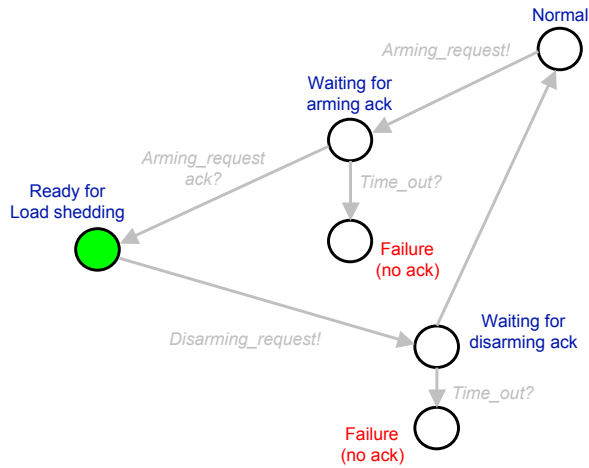 Normal
Arming_request!
Waiting for
arming ack
Arming_request
ack?
Time_out?
Ready for
Load shedding
Failure
(no ack)
Disarming_request!
Waiting for
disarming ack
Time_out?
Failure
(no ack)